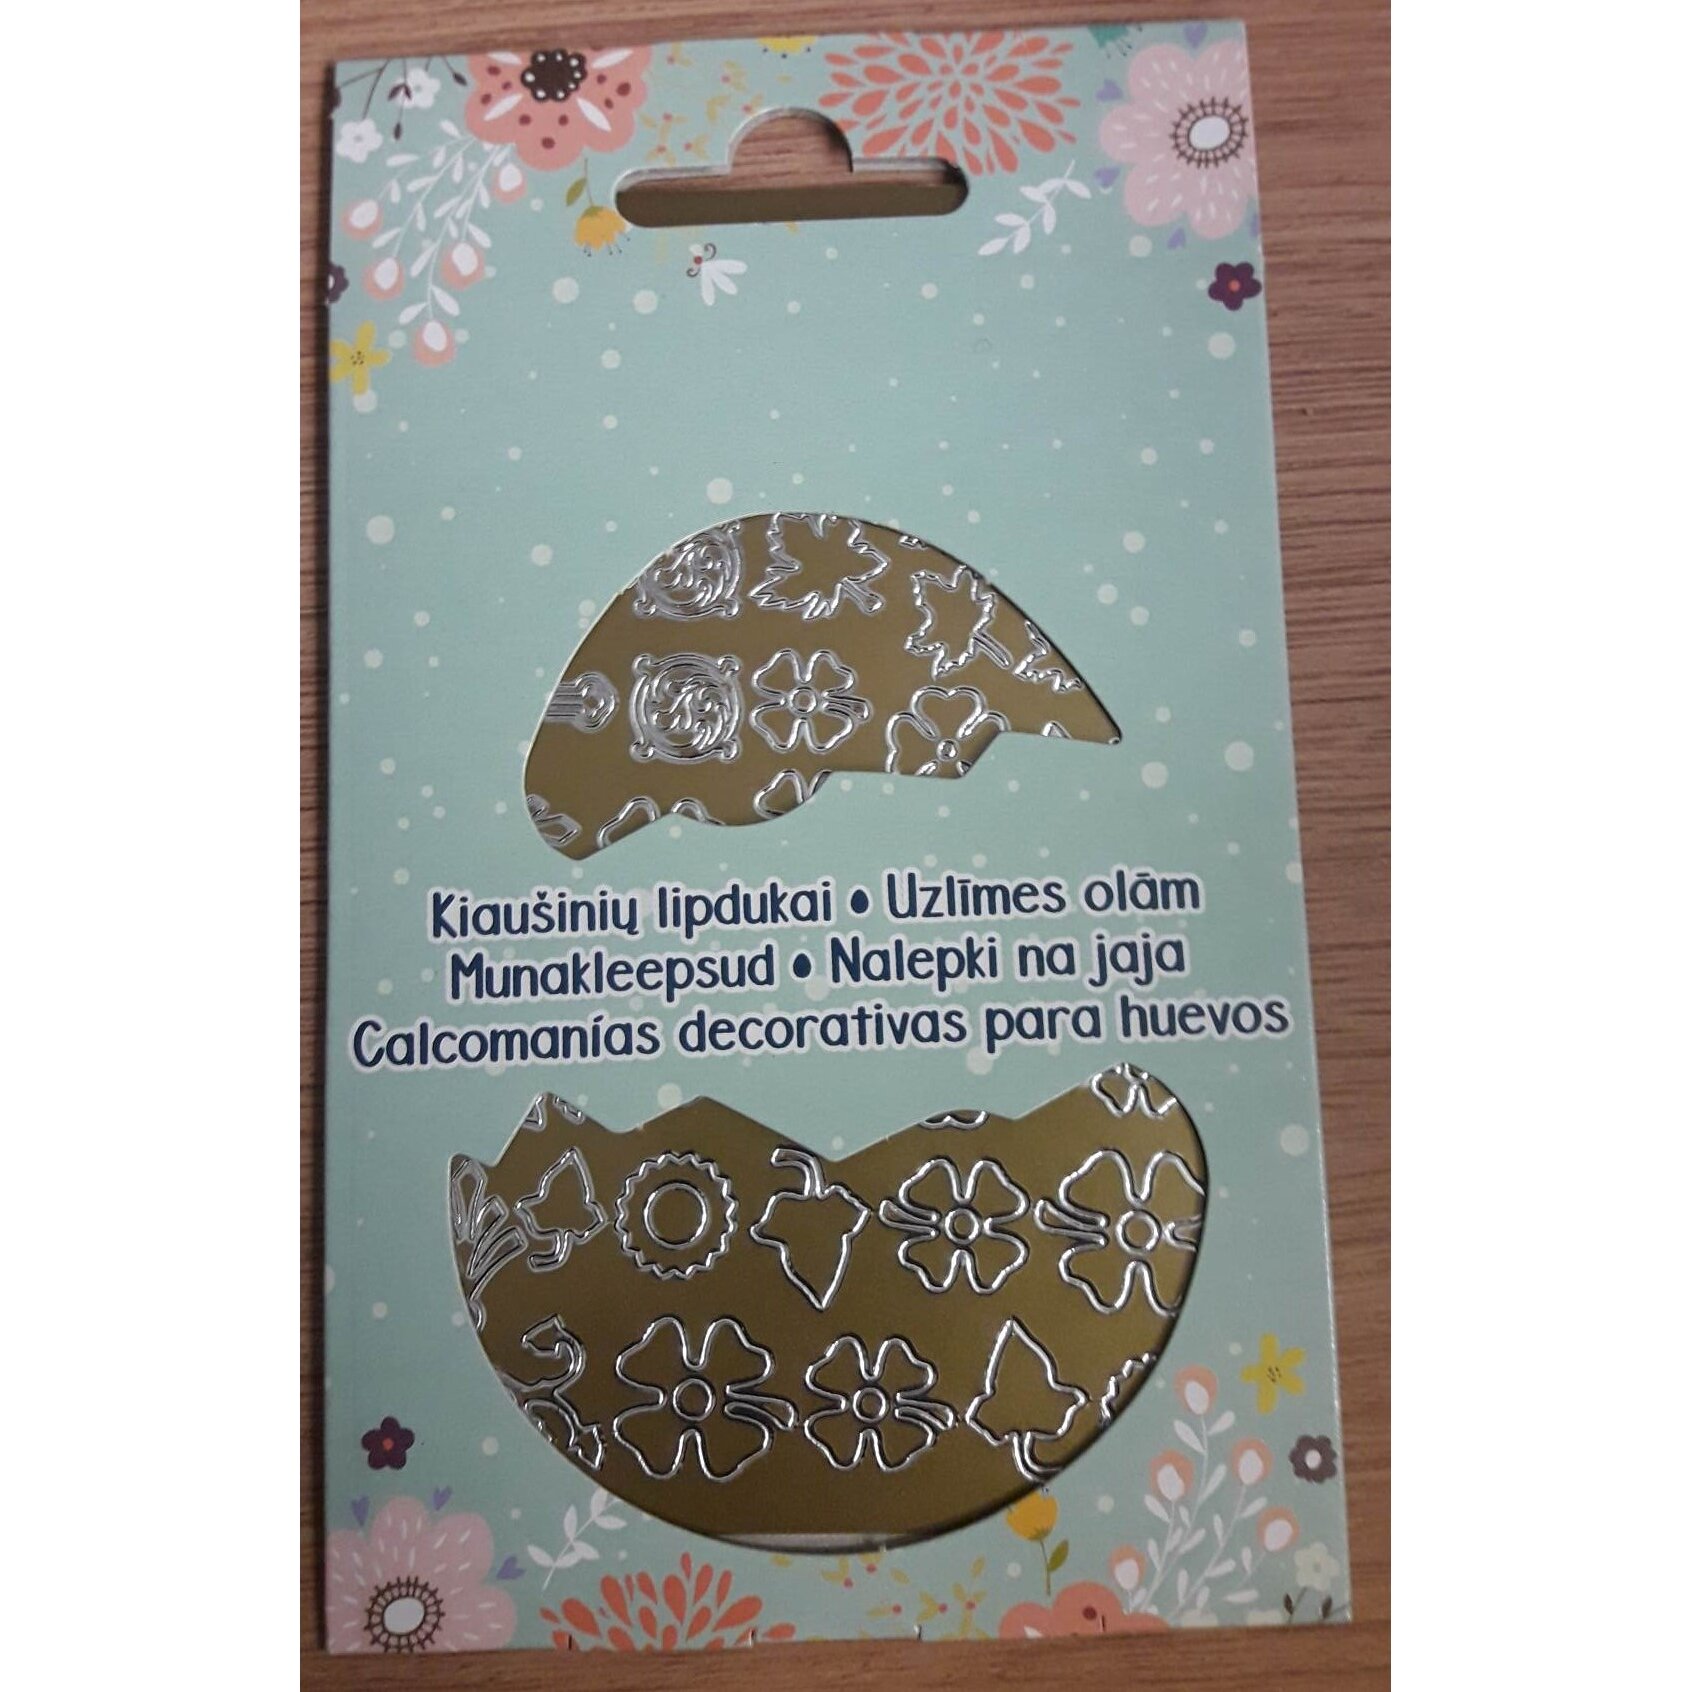 Kiaušinių lipdukai • Uzlīmes olām
Munakleepsud • Nalepki na jaja
Calcomanías decorativas para huevos